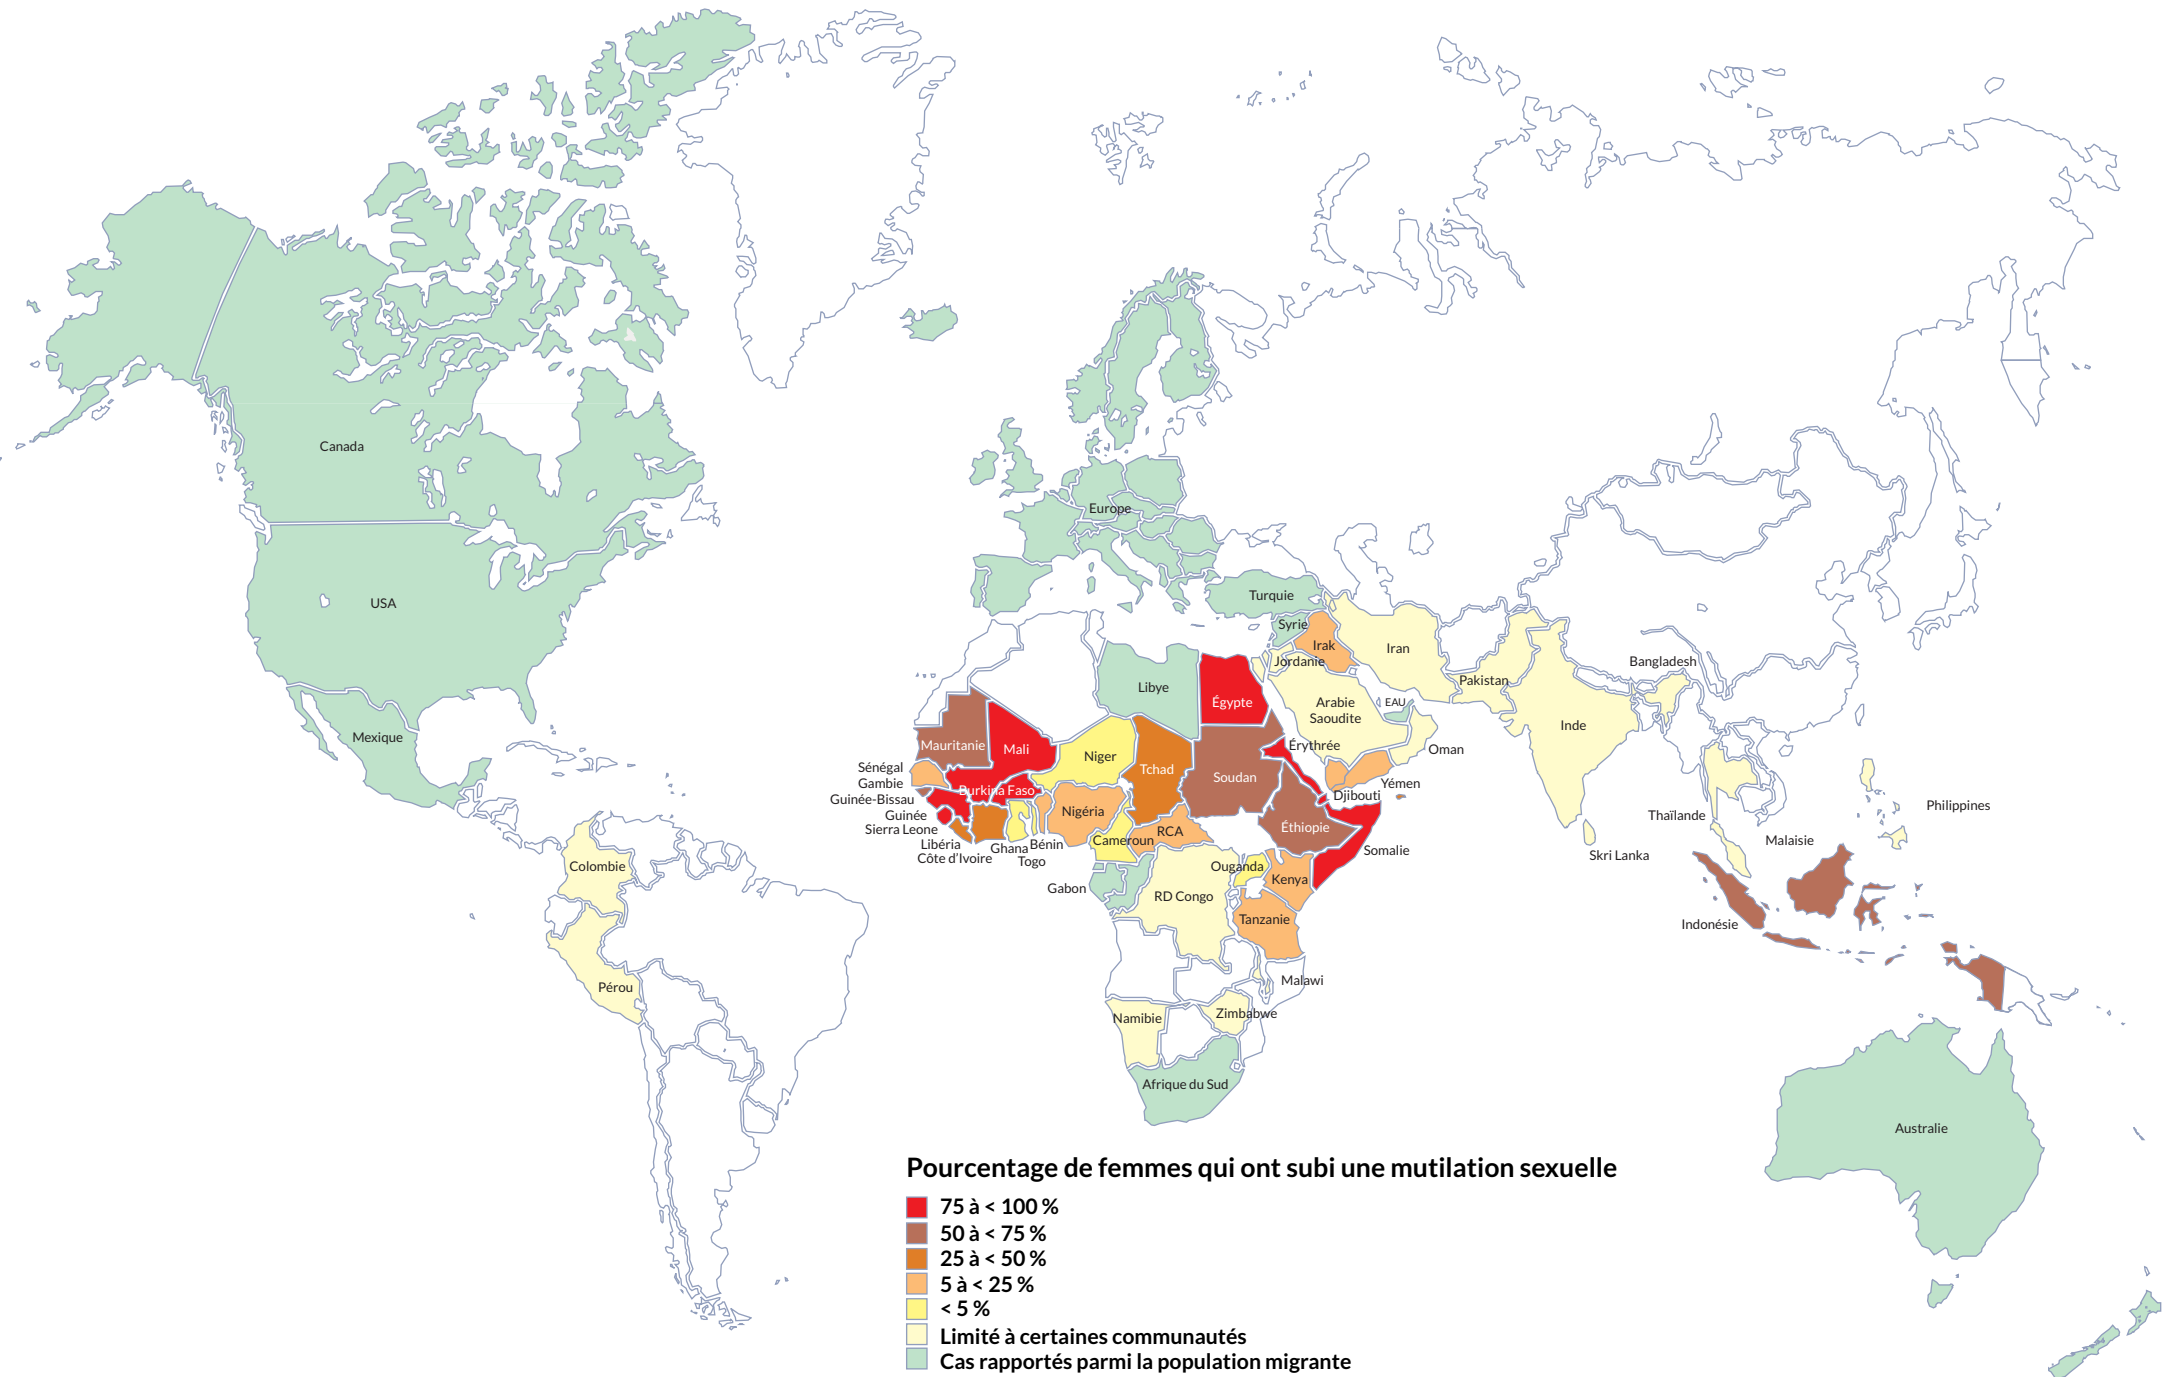 Canada
USA
Mexique
Colombie
Pérou
Europe
Turquie
Syrie
Irak
Iran
Jordanie
Pakistan
Bangladesh
Libye
Égypte
Arabie
Saoudite
EAU
Inde
Oman
Mauritanie
Mali
Niger
Tchad
Soudan
Érythrée
Yémen
Djibouti
Sénégal
Gambie
Guinée-Bissau
Guinée
Sierra Leone
Libéria
Côte d'Ivoire
Burkina Faso
Ghana
Togo
Bénin
Nigéria
Cameroun
RCA
Éthiopie
Somalie
Gabon
RD Congo
Ouganda
Kenya
Tanzanie
Malawi
Namibie
Zimbabwe
Afrique du Sud
Thaïlande
Skri Lanka
Malaisie
Philippines
Indonésie
Australie
Pourcentage de femmes qui ont subi une mutilation sexuelle
75 à < 100 %
50 à < 75 %
25 à < 50 %
5 à < 25 %
< 5 %
Limité à certaines communautés
Cas rapportés parmi la population migrante